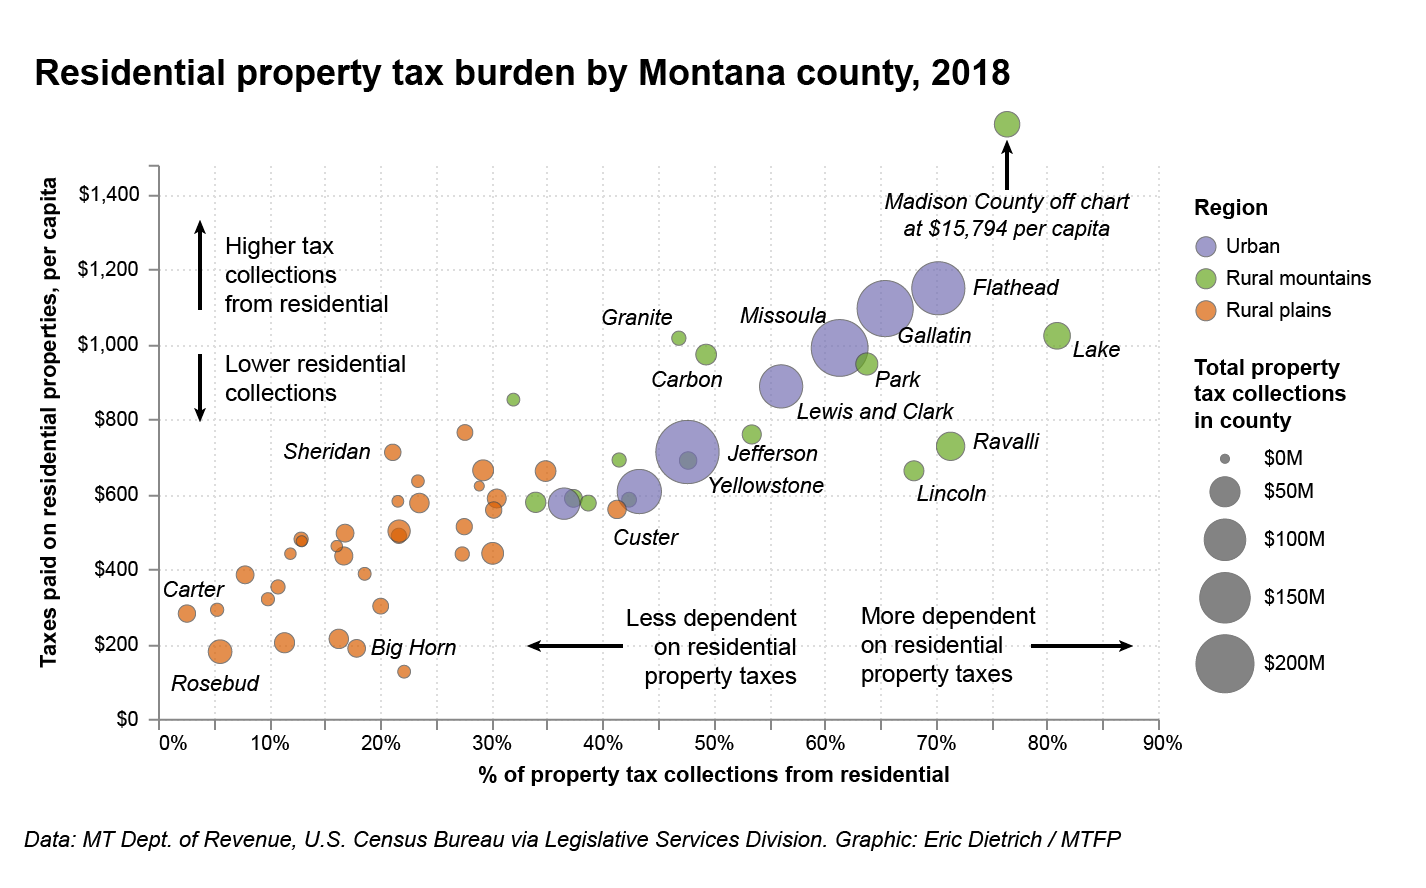 Residential property tax burden by Montana county, 2018
Taxes paid on residential properties, per capita
$1,400
$1,200
$1,000
$800
$600
$400
$200
$0
Higher tax
collections
from residential
Lower residential
collections
Madison County off chart
at $15,794 per capita
Flathead
Missoula
Granite
Gallatin
Lake
Carbon
Park
Lewis and Clark
Sheridan
Jefferson
Ravalli
Yellowstone
Lincoln
Custer
Carter
Big Horn
Rosebud
Less dependent
on residential
property taxes
More dependent
on residential
property taxes
0%
10%
20%
30%
40%
50%
60%
70%
80%
90%
% of property tax collections from residential
Region
Urban
Rural mountains
Rural plains
Total property
tax collections
in county
$0M
$50M
$100M
$150M
$200M
Data: MT Dept. of Revenue, U.S. Census Bureau via Legislative Services Division. Graphic: Eric Dietrich / MTFP